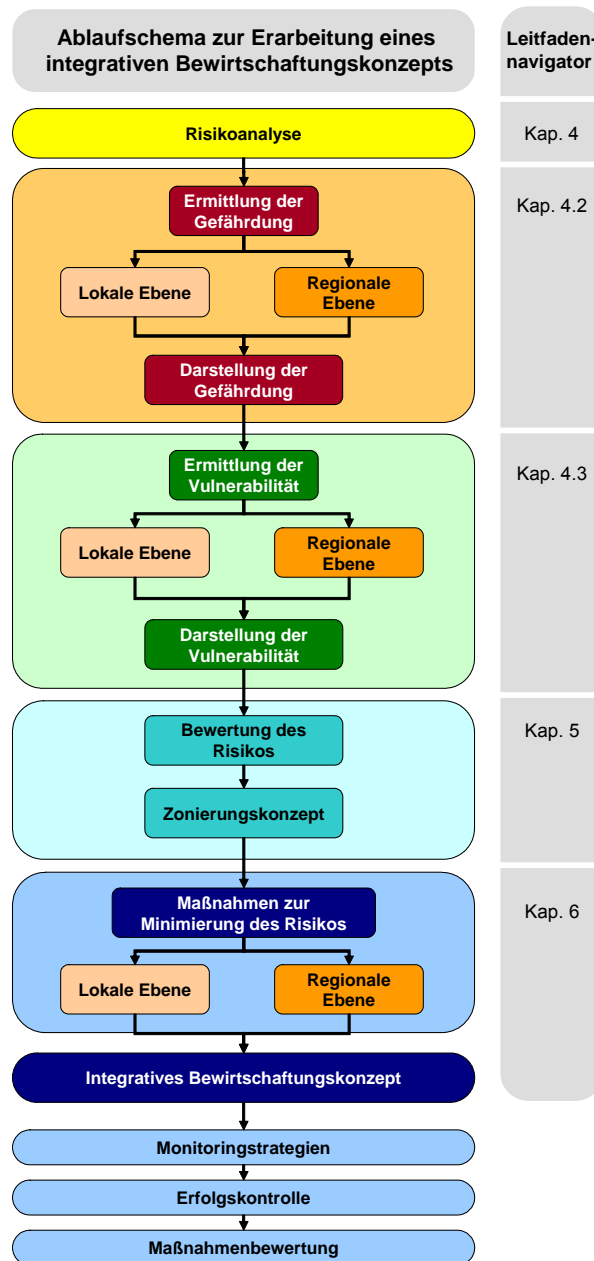 Ablaufschema zur Erarbeitung eines
integrativen Bewirtschaftungskonzepts
Leitfaden-
navigator
Risikoanalyse
Kap. 4
Ermittlung der
Gefährdung
Kap. 4.2
Lokale Ebene
Regionale
Ebene
Darstellung der
Gefährdung
Ermittlung der
Vulnerabilität
Kap. 4.3
Lokale Ebene
Regionale
Ebene
Darstellung der
Vulnerabilität
Bewertung des
Risikos
Kap. 5
Zonierungskonzept
Maßnahmen zur
Minimierung des Risikos
Kap. 6
Lokale Ebene
Regionale
Ebene
Integratives Bewirtschaftungskonzept
Monitoringstrategien
Erfolgskontrolle
Maßnahmenbewertung